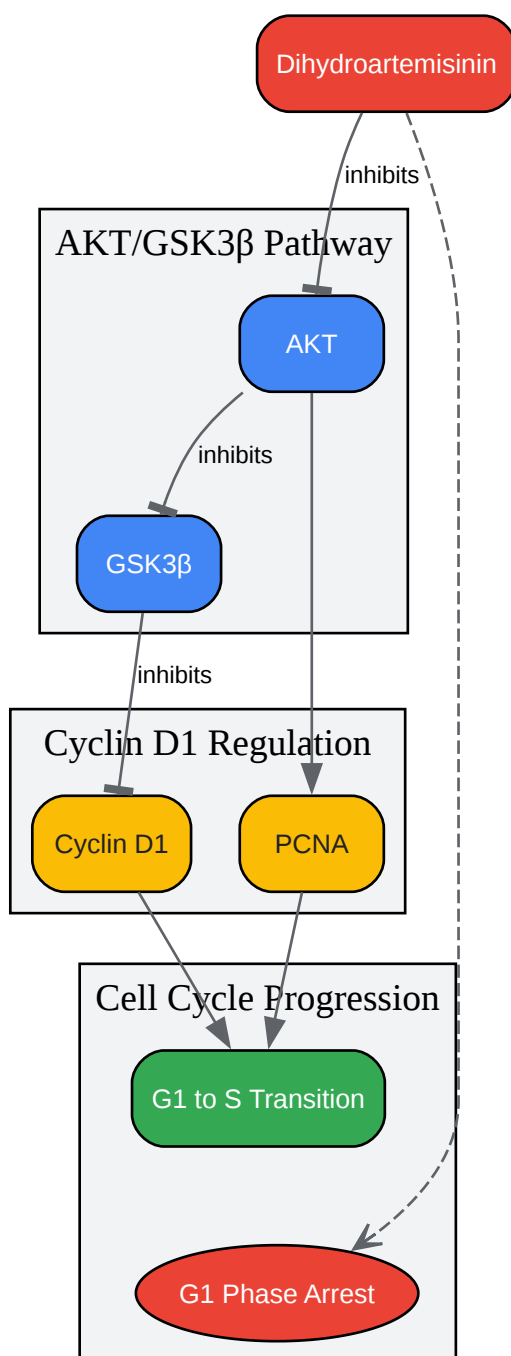 Dihydroartemisinin
inhibits
AKT/GSK3β Pathway
AKT
inhibits
GSK3β
inhibits
Cyclin D1 Regulation
Cyclin D1
PCNA
Cell Cycle Progression
G1 to S Transition
G1 Phase Arrest